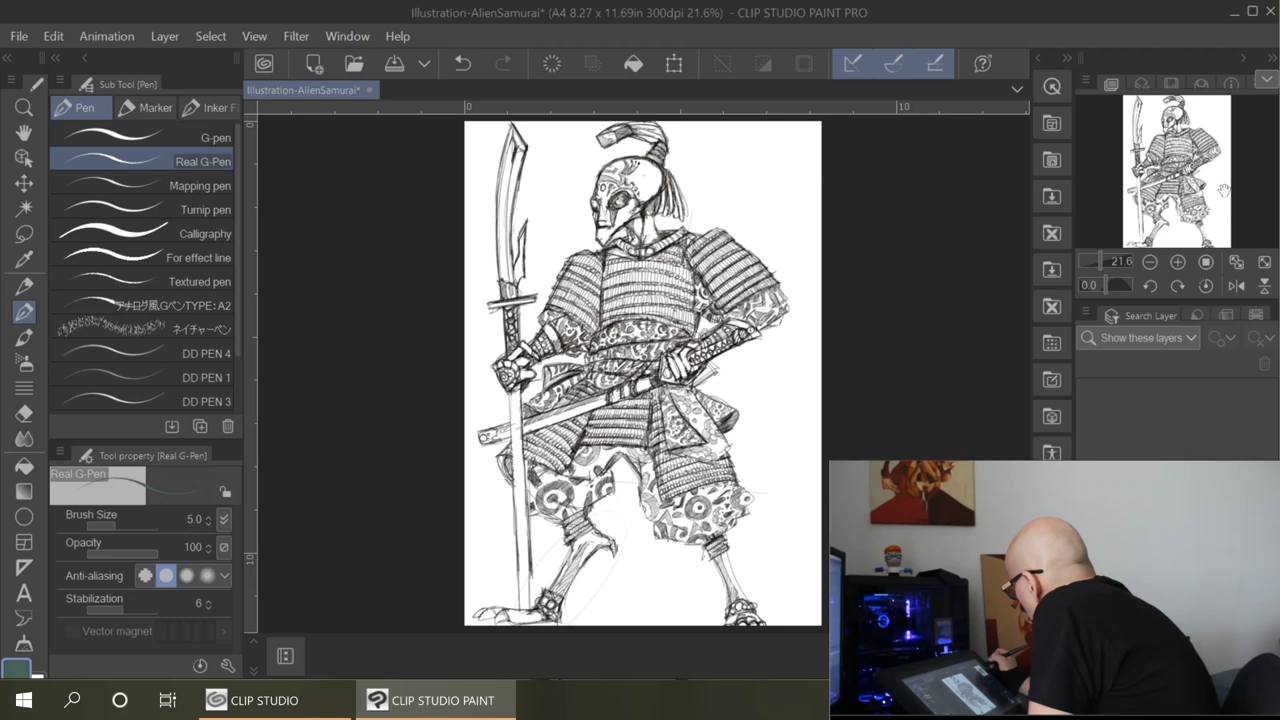 Illustration-AlienSamurai* (A4 8.27 x 11.69in 300dpi 21.6%) - CLIP STUDIO PAINT PRO
File Edit Animation Layer Select View Filter Window Help
Sub Tool [Pen]
Illustration-AlienSamurai*
Pen Marker Inker F
0 10
0
10
G-pen
Real G-Pen
Mapping pen
Turnip pen
Calligraphy
For effect line
Textured pen
アナログ風GペンTYPE: A2
ネイチャーペン
DD PEN 4
DD PEN 1
DD PEN 3
Tool property [Real G-Pen]
Real G-Pen
Brush Size 5.0
Opacity 100
Anti-aliasing
Stabilization 6
Vector magnet
21.6
0.0
Search Layer
Show these layers
CLIP STUDIO
CLIP STUDIO PAINT